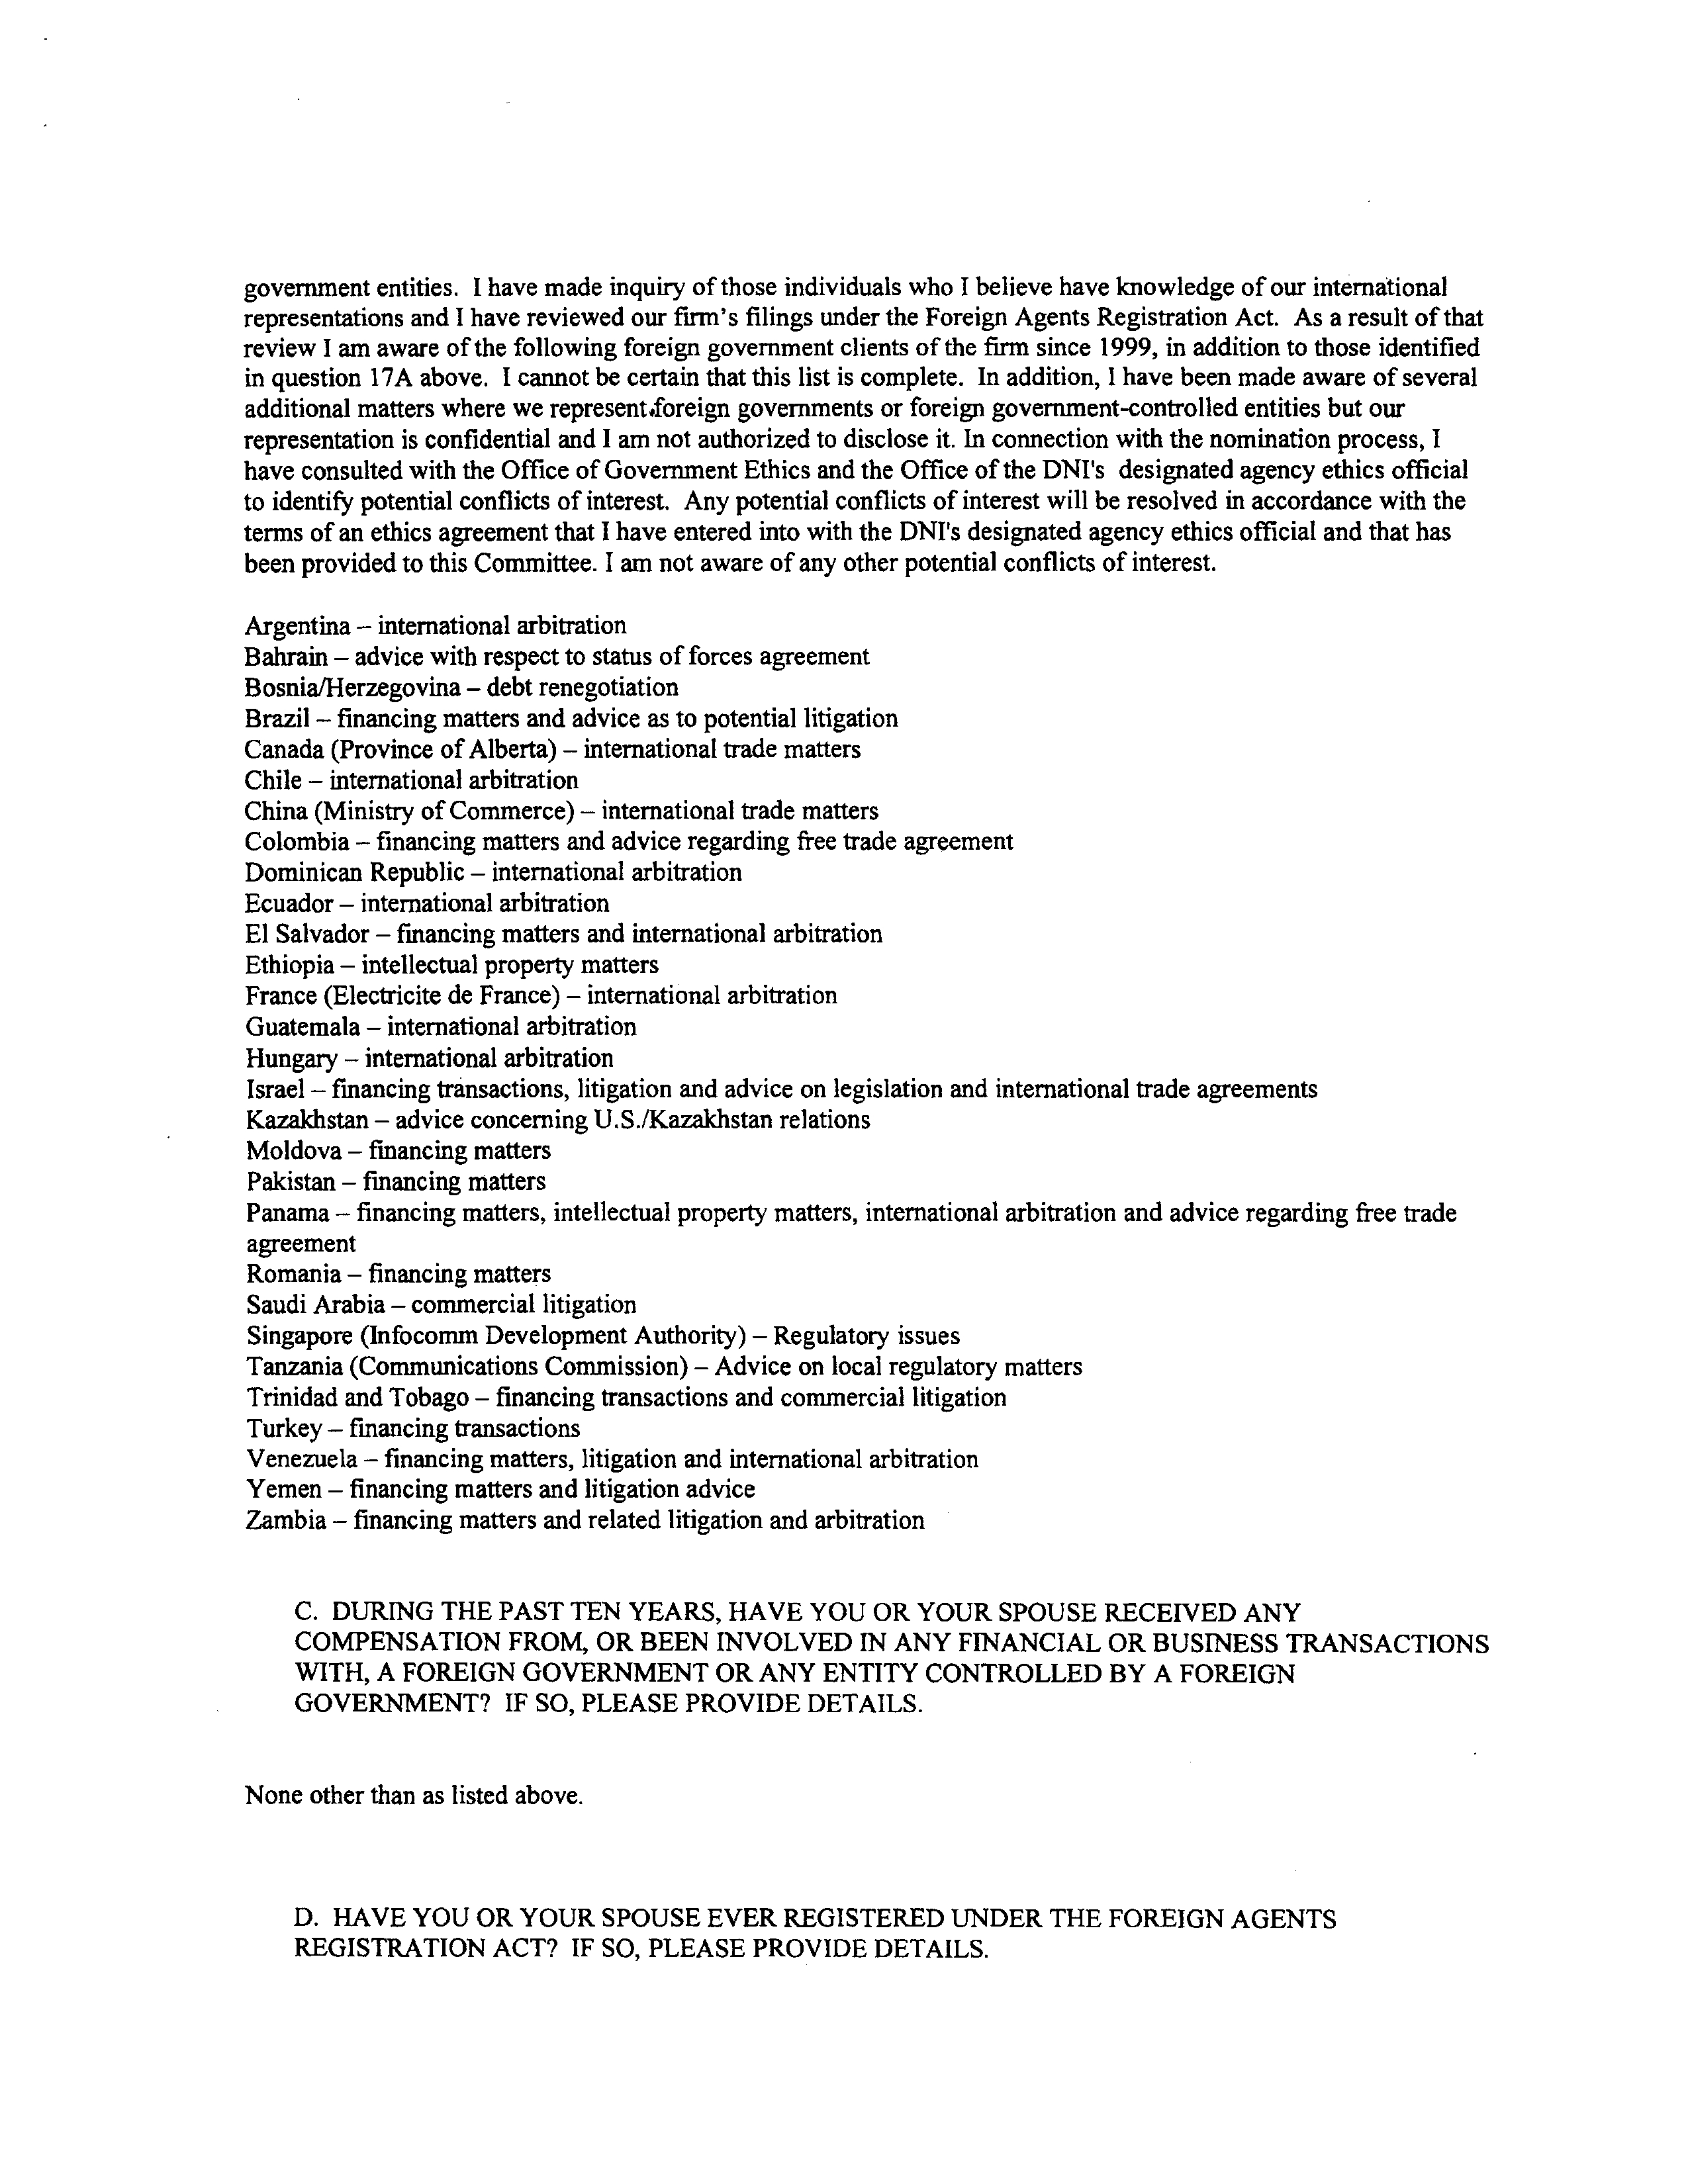 government entities. I have made inquiry of those individuals who I believe have knowledge of our international
representations and I have reviewed our firm's filings under the Foreign Agents Registration Act. As a result of that
review I am aware of the following foreign government clients of the firm since 1999, in addition to those identified
in question 17A above. I cannot be certain that this list is complete. In addition, I have been made aware of several
additional matters where we represent foreign governments or foreign government-controlled entities but our
representation is confidential and I am not authorized to disclose it. In connection with the nomination process, I
have consulted with the Office of Government Ethics and the Office of the DNI's designated agency ethics official
to identify potential conflicts of interest. Any potential conflicts of interest will be resolved in accordance with the
terms of an ethics agreement that I have entered into with the DNI's designated agency ethics official and that has
been provided to this Committee. I am not aware of any other potential conflicts of interest.
Argentina – international arbitration
Bahrain – advice with respect to status of forces agreement
Bosnia/Herzegovina – debt renegotiation
Brazil – financing matters and advice as to potential litigation
Canada (Province of Alberta) – international trade matters
Chile – international arbitration
China (Ministry of Commerce) – international trade matters
Colombia – financing matters and advice regarding free trade agreement
Dominican Republic – international arbitration
Ecuador – international arbitration
El Salvador – financing matters and international arbitration
Ethiopia – intellectual property matters
France (Electricite de France) – international arbitration
Guatemala – international arbitration
Hungary – international arbitration
Israel – financing transactions, litigation and advice on legislation and international trade agreements
Kazakhstan – advice concerning U.S./Kazakhstan relations
Moldova – financing matters
Pakistan – financing matters
Panama – financing matters, intellectual property matters, international arbitration and advice regarding free trade
agreement
Romania – financing matters
Saudi Arabia – commercial litigation
Singapore (Infocomm Development Authority) – Regulatory issues
Tanzania (Communications Commission) – Advice on local regulatory matters
Trinidad and Tobago – financing transactions and commercial litigation
Turkey – financing transactions
Venezuela – financing matters, litigation and international arbitration
Yemen – financing matters and litigation advice
Zambia – financing matters and related litigation and arbitration
C. DURING THE PAST TEN YEARS, HAVE YOU OR YOUR SPOUSE RECEIVED ANY
COMPENSATION FROM, OR BEEN INVOLVED IN ANY FINANCIAL OR BUSINESS TRANSACTIONS
WITH, A FOREIGN GOVERNMENT OR ANY ENTITY CONTROLLED BY A FOREIGN
GOVERNMENT? IF SO, PLEASE PROVIDE DETAILS.
None other than as listed above.
D. HAVE YOU OR YOUR SPOUSE EVER REGISTERED UNDER THE FOREIGN AGENTS
REGISTRATION ACT? IF SO, PLEASE PROVIDE DETAILS.